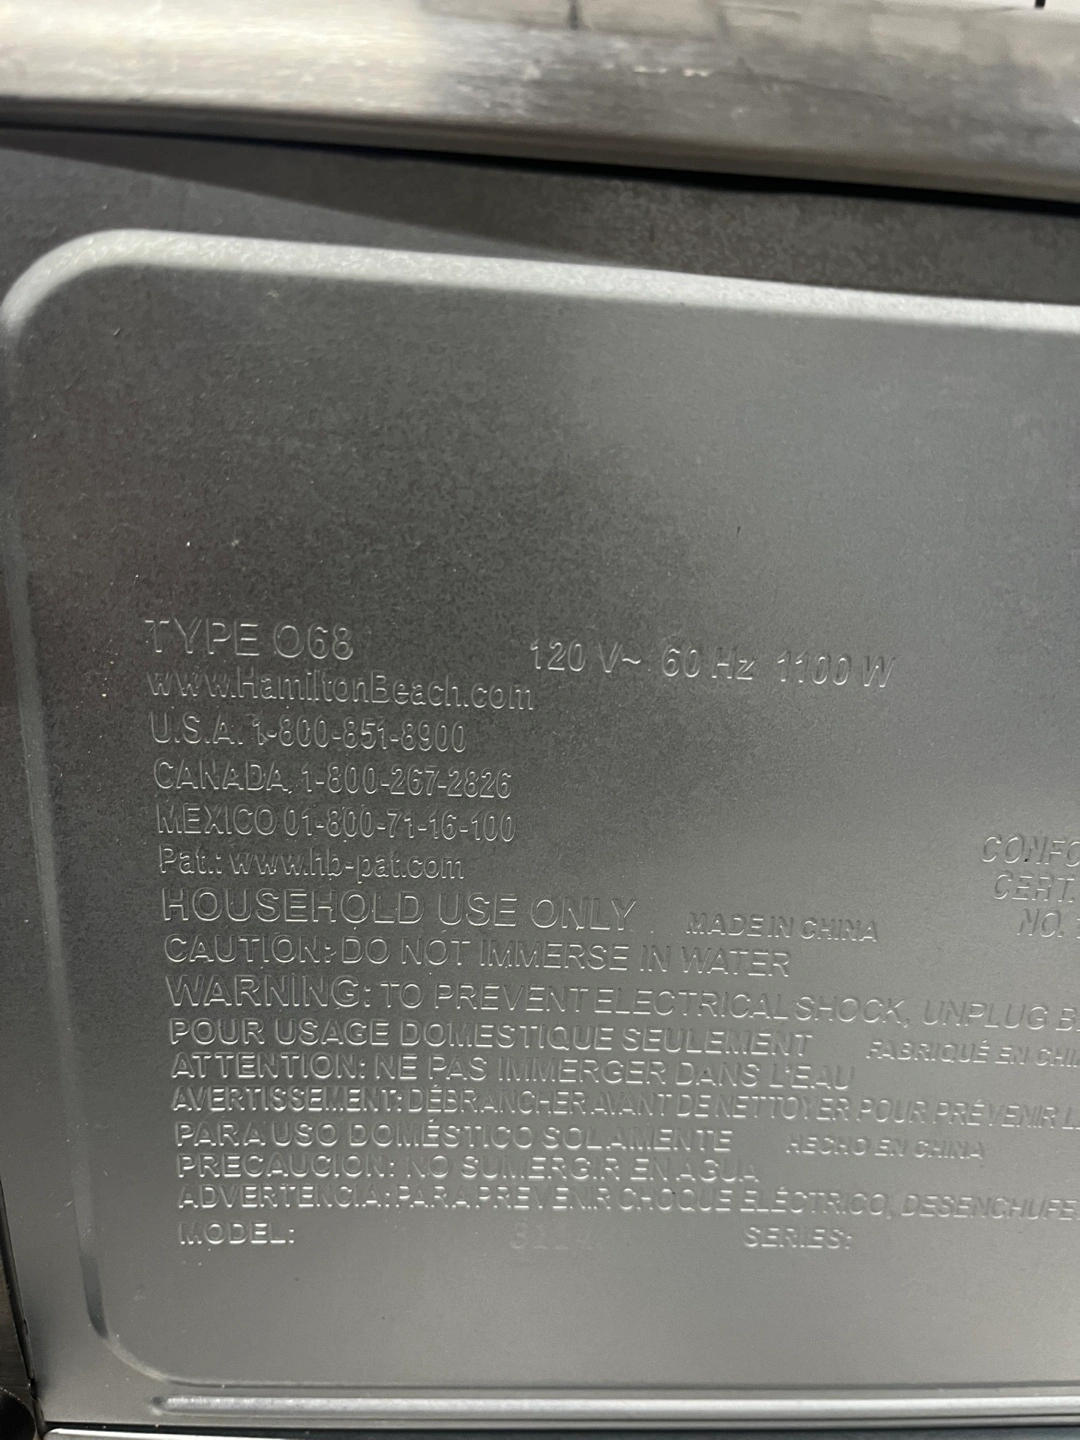 TYPE O68 120 V~ 60 Hz 1100 W
www.HamiltonBeach.com
U.S.A. 1-800-851-8900
CANADA 1-800-267-2826
MEXICO 01-800-71-16-100
Pat.: www.hb-pat.com
CONFO
CERT.
NO.
HOUSEHOLD USE ONLY MADE IN CHINA
CAUTION: DO NOT IMMERSE IN WATER
WARNING: TO PREVENT ELECTRICAL SHOCK, UNPLUG B
POUR USAGE DOMESTIQUE SEULEMENT FABRIQUÉ EN CHI
ATTENTION: NE PAS IMMERGER DANS L'EAU
AVERTISSEMENT: DÉBRANCHER AVANT DE NETTOYER POUR PRÉVENIR L
PARA USO DOMÉSTICO SOLAMENTE HECHO EN CHINA
PRECAUCION: NO SUMERGIR EN AGUA
ADVERTENCIA: PARA PREVENIR CHOQUE ELÉCTRICO, DESENCHUFE
MODEL: SERIES: